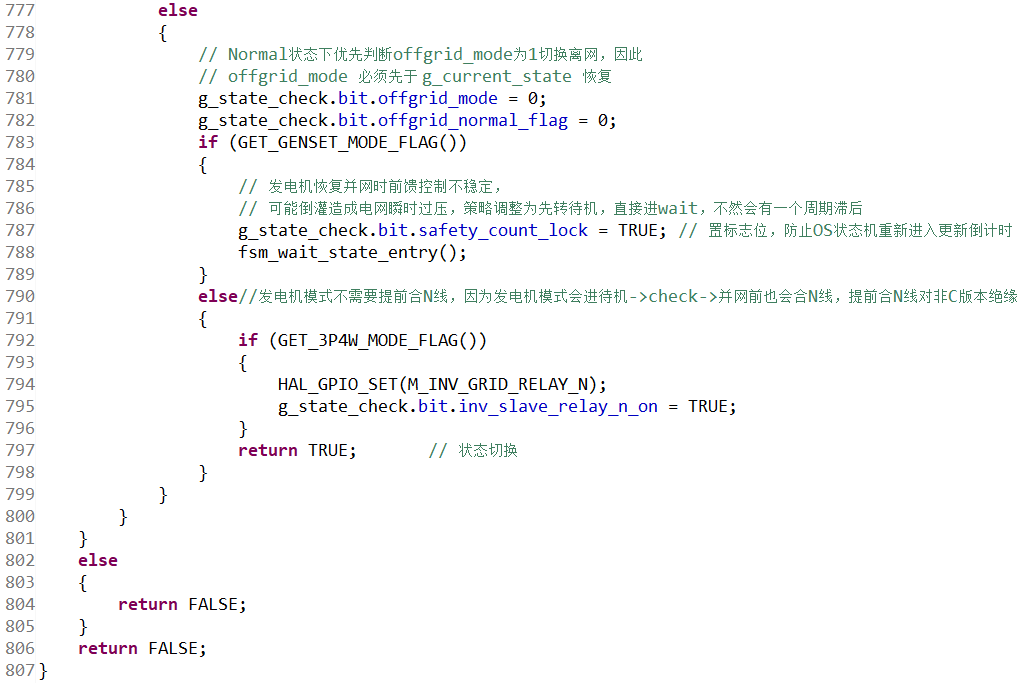 777 else
778 {
779 // Normal状态下优先判断offgrid_mode为1切换离网，因此
780 // offgrid_mode 必须先于 g_current_state 恢复
781 g_state_check.bit.offgrid_mode = 0;
782 g_state_check.bit.offgrid_normal_flag = 0;
783 if (GET_GENSET_MODE_FLAG())
784 {
785 // 发电机恢复并网时前馈控制不稳定，
786 // 可能倒灌造成电网瞬时过压，策略调整为先转待机，直接进wait，不然会有一个周期滞后
787 g_state_check.bit.safety_count_lock = TRUE; // 置标志位，防止OS状态机重新进入更新倒计时
788 fsm_wait_state_entry();
789 }
790 else//发电机模式不需要提前合N线，因为发电机模式会进待机->check->并网前也会合N线，提前合N线对非C版本绝缘
791 {
792 if (GET_3P4W_MODE_FLAG())
793 {
794 HAL_GPIO_SET(M_INV_GRID_RELAY_N);
795 g_state_check.bit.inv_slave_relay_n_on = TRUE;
796 }
797 return TRUE; // 状态切换
798 }
799 }
800 }
801 }
802 else
803 {
804 return FALSE;
805 }
806 return FALSE;
807 }